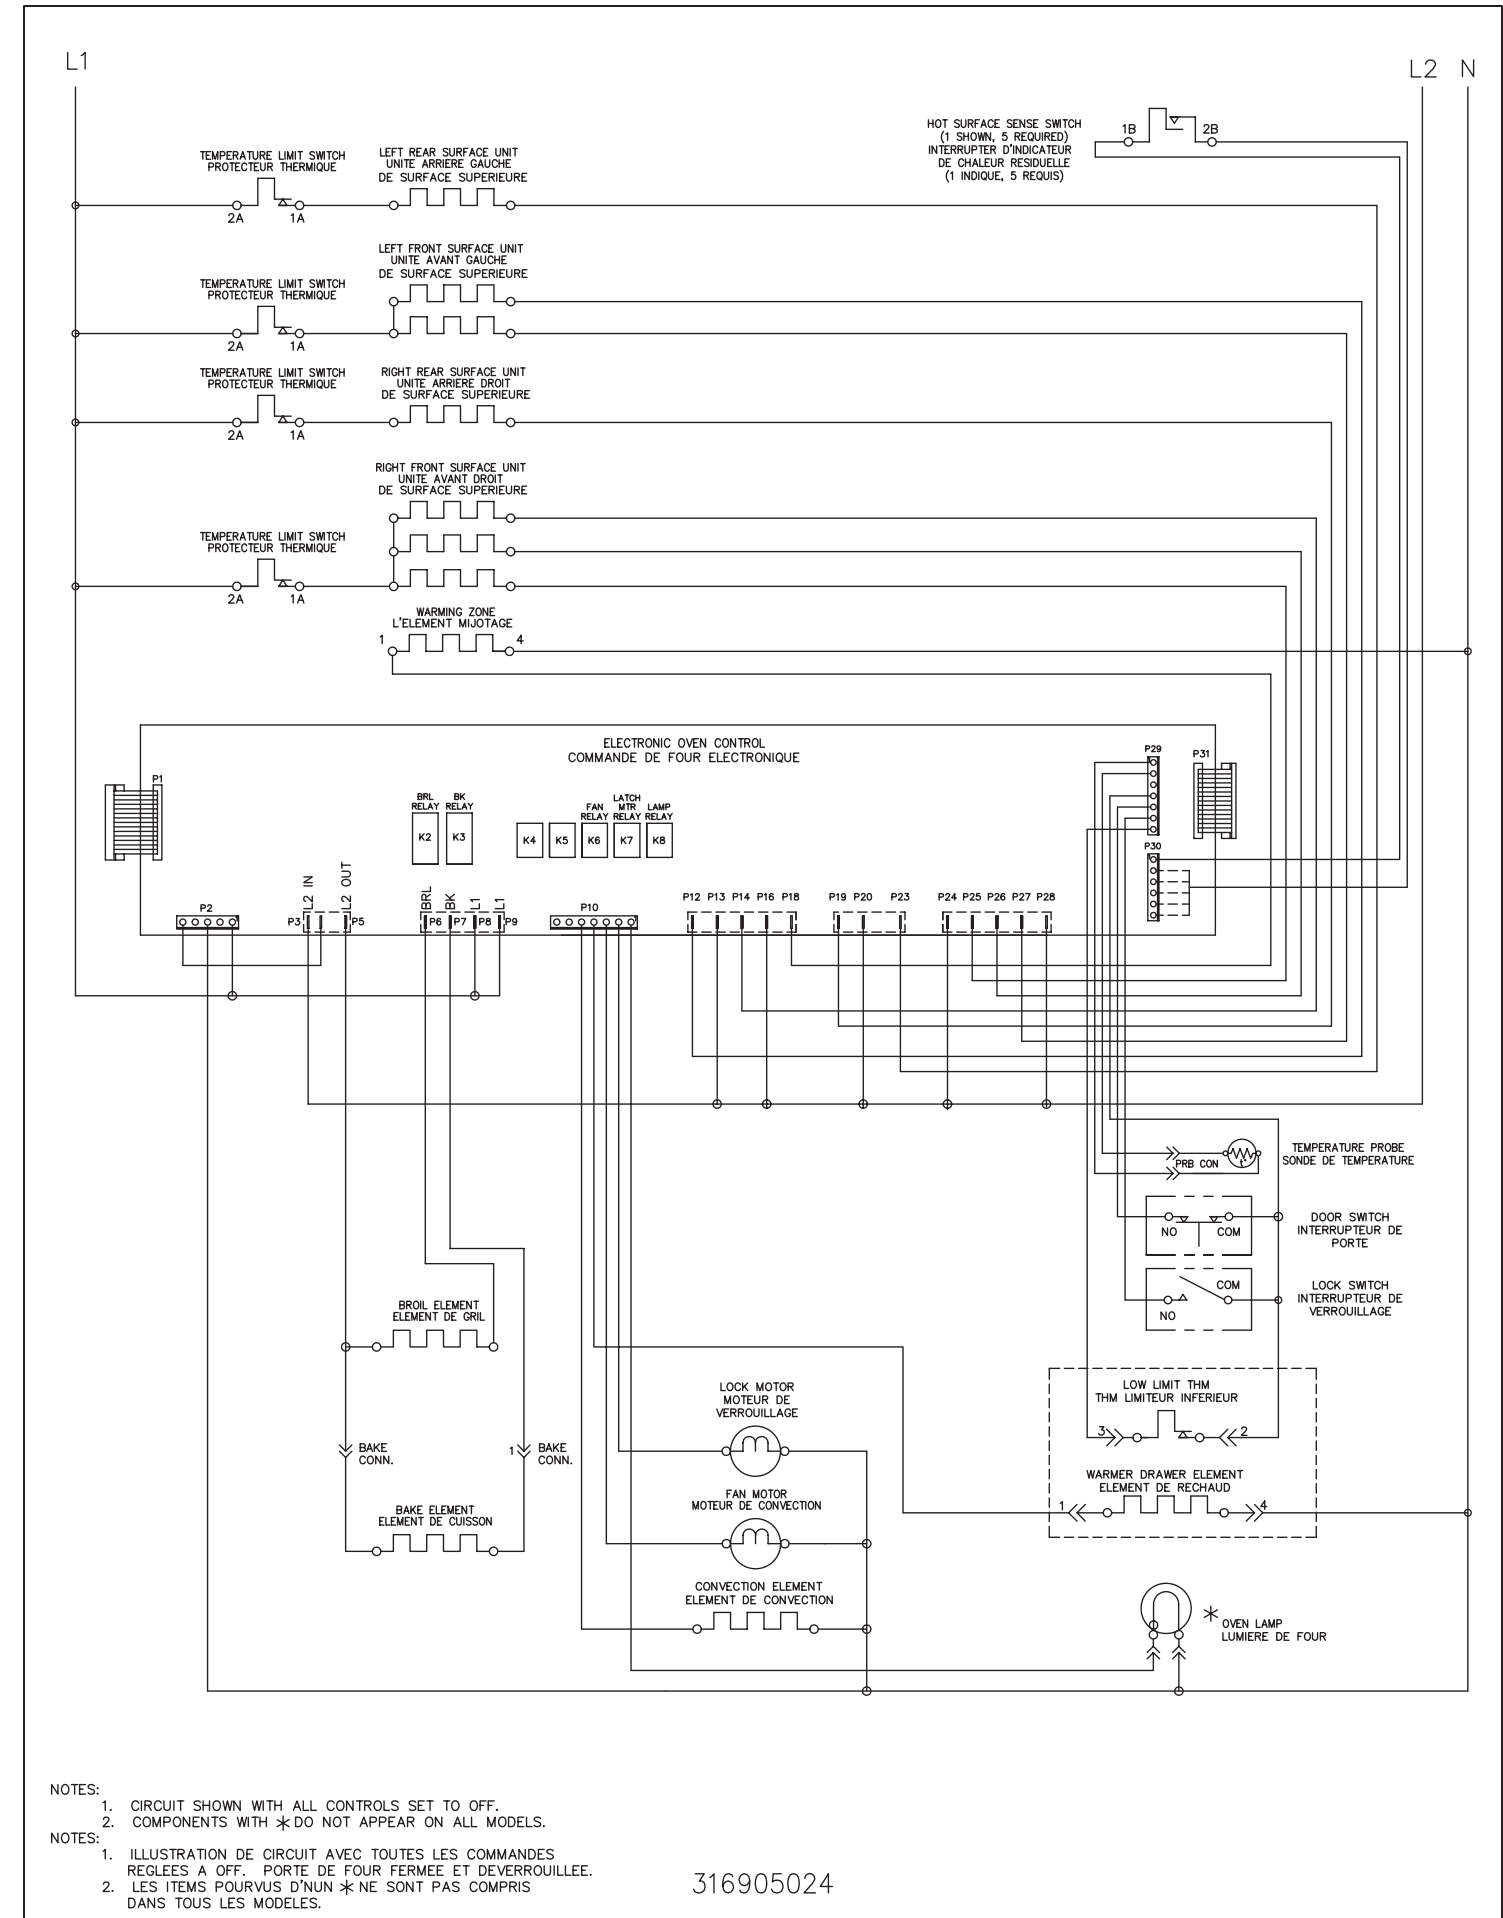 L1
L2 N
HOT SURFACE SENSE SWITCH
(1 SHOWN, 5 REQUIRED)
INTERRUPTER D'INDICATEUR
DE CHALEUR RESIDUELLE
(1 INDIQUE, 5 REQUIS)
1B
2B
TEMPERATURE LIMIT SWITCH
PROTECTEUR THERMIQUE
2A
1A
LEFT REAR SURFACE UNIT
UNITE ARRIERE GAUCHE
DE SURFACE SUPERIEURE
LEFT FRONT SURFACE UNIT
UNITE AVANT GAUCHE
DE SURFACE SUPERIEURE
TEMPERATURE LIMIT SWITCH
PROTECTEUR THERMIQUE
2A
1A
TEMPERATURE LIMIT SWITCH
PROTECTEUR THERMIQUE
2A
1A
RIGHT REAR SURFACE UNIT
UNITE ARRIERE DROIT
DE SURFACE SUPERIEURE
RIGHT FRONT SURFACE UNIT
UNITE AVANT DROIT
DE SURFACE SUPERIEURE
TEMPERATURE LIMIT SWITCH
PROTECTEUR THERMIQUE
2A
1A
WARMING ZONE
L'ELEMENT MIJOTAGE
1
4
ELECTRONIC OVEN CONTROL
COMMANDE DE FOUR ELECTRONIQUE
P1
P29
P31
P30
BRL
RELAY
K2
BK
RELAY
K3
K4
K5
FAN
RELAY
K6
LATCH
MTR
RELAY
K7
LAMP
RELAY
K8
P2
P3
L2 IN
L2 OUT
P5
BRL
BK
L1
L1
P6
P7
P8
P9
P10
P12 P13 P14 P16 P18
P19 P20 P23
P24 P25 P26 P27 P28
PRB CON
TEMPERATURE PROBE
SONDE DE TEMPERATURE
NO
COM
DOOR SWITCH
INTERRUPTEUR DE
PORTE
COM
NO
LOCK SWITCH
INTERRUPTEUR DE
VERROUILLAGE
BROIL ELEMENT
ELEMENT DE GRIL
BAKE
CONN.
1
BAKE
CONN.
BAKE ELEMENT
ELEMENT DE CUISSON
LOCK MOTOR
MOTEUR DE
VERROUILLAGE
FAN MOTOR
MOTEUR DE CONVECTION
CONVECTION ELEMENT
ELEMENT DE CONVECTION
LOW LIMIT THM
THM LIMITEUR INFERIEUR
3
2
WARMER DRAWER ELEMENT
ELEMENT DE RECHAUD
1
4
* OVEN LAMP
LUMIERE DE FOUR
NOTES:
1. CIRCUIT SHOWN WITH ALL CONTROLS SET TO OFF.
2. COMPONENTS WITH * DO NOT APPEAR ON ALL MODELS.
NOTES:
1. ILLUSTRATION DE CIRCUIT AVEC TOUTES LES COMMANDES
REGLEES A OFF. PORTE DE FOUR FERMEE ET DEVERROUILLEE.
2. LES ITEMS POURVUS D'NUN * NE SONT PAS COMPRIS
DANS TOUS LES MODELES.
316905024